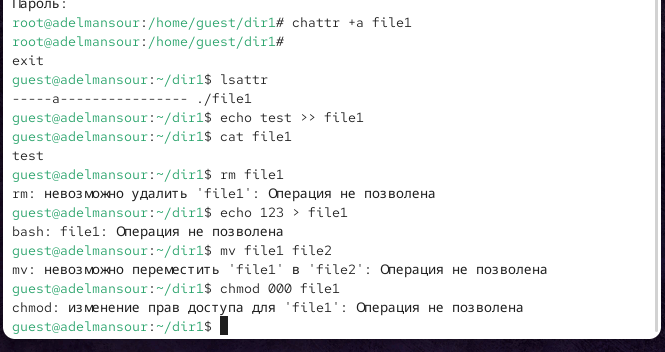 Пароль:
root@adelmansour:/home/guest/dir1# chattr +a file1
root@adelmansour:/home/guest/dir1#
exit
guest@adelmansour:~/dir1$ lsattr
-----a---------------- ./file1
guest@adelmansour:~/dir1$ echo test >> file1
guest@adelmansour:~/dir1$ cat file1
test
guest@adelmansour:~/dir1$ rm file1
rm: невозможно удалить 'file1': Операция не позволена
guest@adelmansour:~/dir1$ echo 123 > file1
bash: file1: Операция не позволена
guest@adelmansour:~/dir1$ mv file1 file2
mv: невозможно переместить 'file1' в 'file2': Операция не позволена
guest@adelmansour:~/dir1$ chmod 000 file1
chmod: изменение прав доступа для 'file1': Операция не позволена
guest@adelmansour:~/dir1$